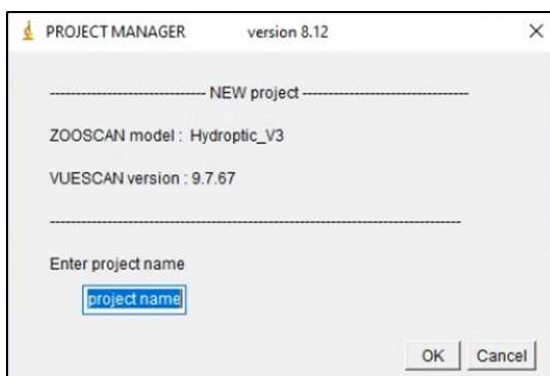 PROJECT MANAGER version 8.12
------------------------------- NEW project ---------------------------------
ZOOSCAN model : Hydroptic_V3
VUESCAN version : 9.7.67
----------------------------------------------------------------------------------
Enter project name
project name
OK Cancel